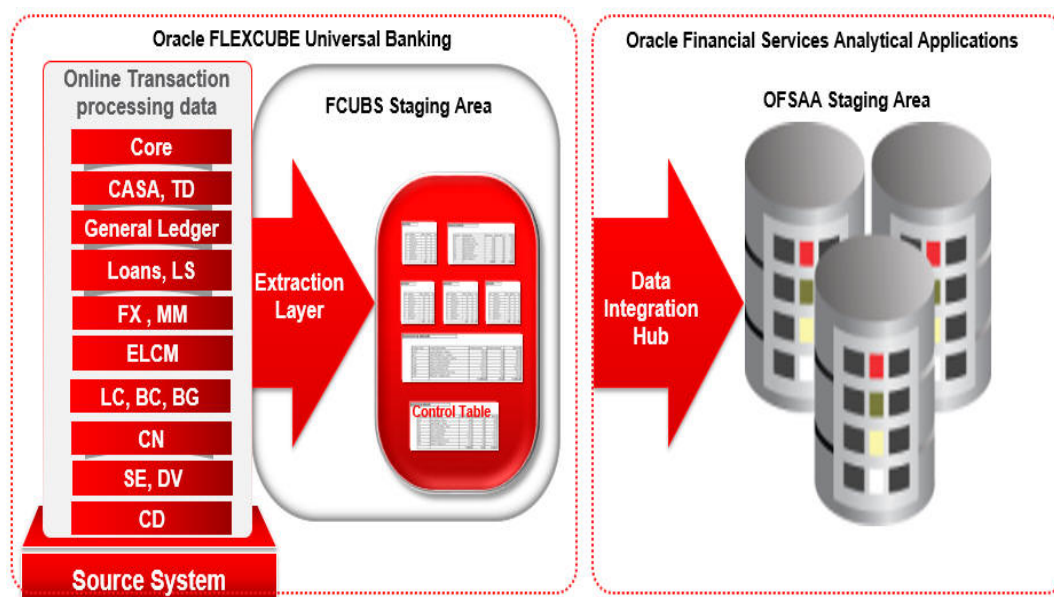 Oracle FLEXCUBE Universal Banking
Online Transaction
processing data
Core
CASA, TD
General Ledger
Loans, LS
FX , MM
ELCM
LC, BC, BG
CN
SE, DV
CD
Source System
Extraction
Layer
FCUBS Staging Area
Control Table
Oracle Financial Services Analytical Applications
Data
Integration
Hub
OFSAA Staging Area